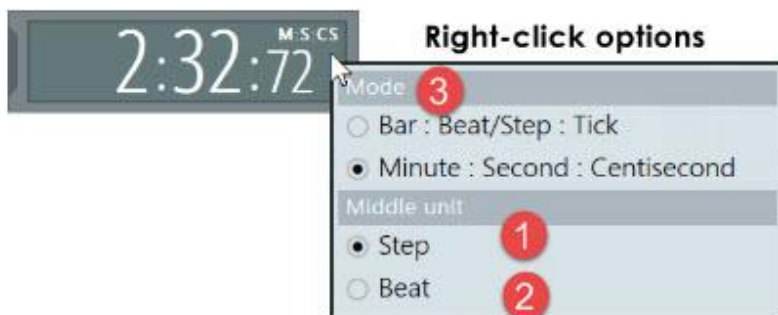 M:S:CS
2:32:72
Right-click options
Mode 3
Bar : Beat/Step : Tick
Minute : Second : Centisecond
Middle unit
1
Step
Beat
2